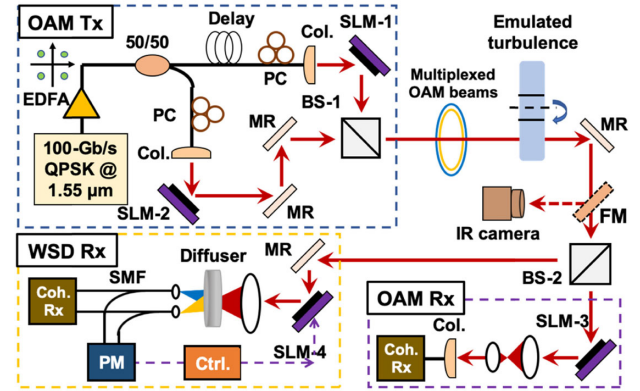 OAM Tx
50/50
Delay
Col.
SLM-1
Emulated
turbulence
EDFA
PC
PC
BS-1
Multiplexed
OAM beams
MR
MR
100-Gb/s
QPSK @
1.55 µm
Col.
SLM-2
MR
FM
IR camera
WSD Rx
Diffuser
MR
BS-2
SMF
Coh.
Rx
OAM Rx
SLM-3
Col.
SLM-4
PM
Ctrl.
Coh.
Rx